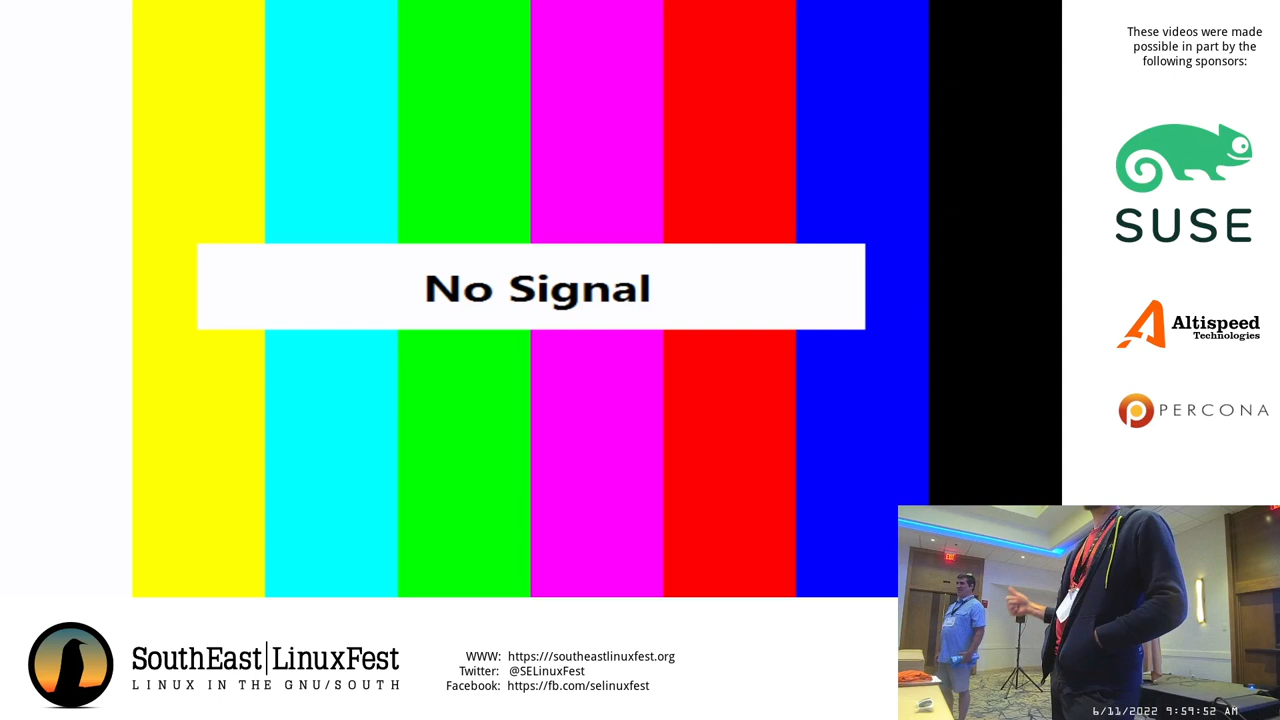 These videos were made
possible in part by the
following sponsors:
SUSE
Altispeed
Technologies
PERCONA
No Signal
SouthEast|LinuxFest
LINUX IN THE GNU/SOUTH
WWW: https:///southeastlinuxfest.org
Twitter: @SELinuxFest
Facebook: https://fb.com/selinuxfest
EXIT
6/11/2022 9:59:52 AM